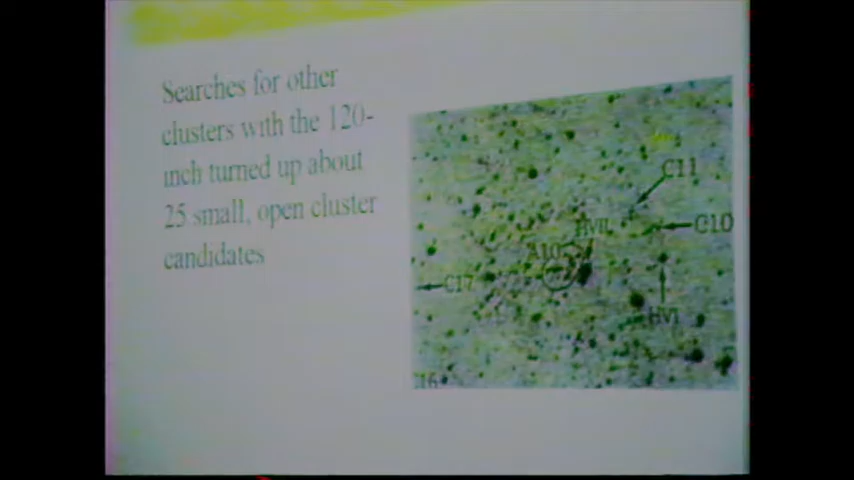 Searches for other
clusters with the 120-
inch turned up about
25 small, open cluster
candidates
C11
C10
HVII
A10
C17
HVI